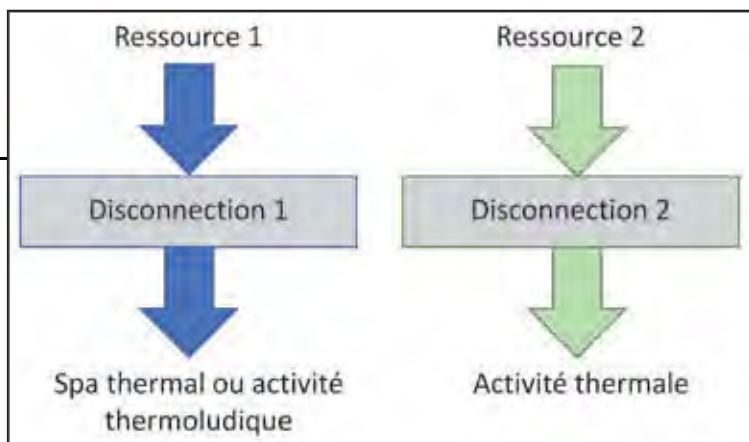 Ressource 1
Ressource 2
Disconnection 1
Disconnection 2
Spa thermal ou activité
thermoludique
Activité thermale